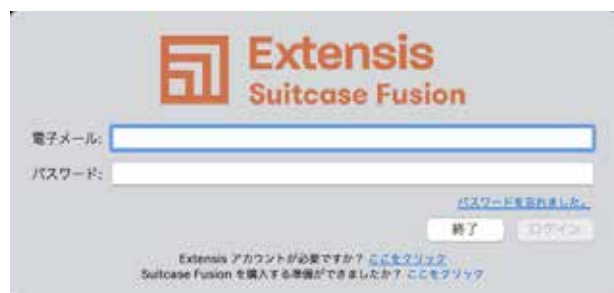 Extensis
Suitcase Fusion
電子メール:
パスワード:
パスワードを忘れました。
終了 ログイン
Extensis アカウントが必要ですか？ ここをクリック
Suitcase Fusion を購入する準備ができましたか？ ここをクリック